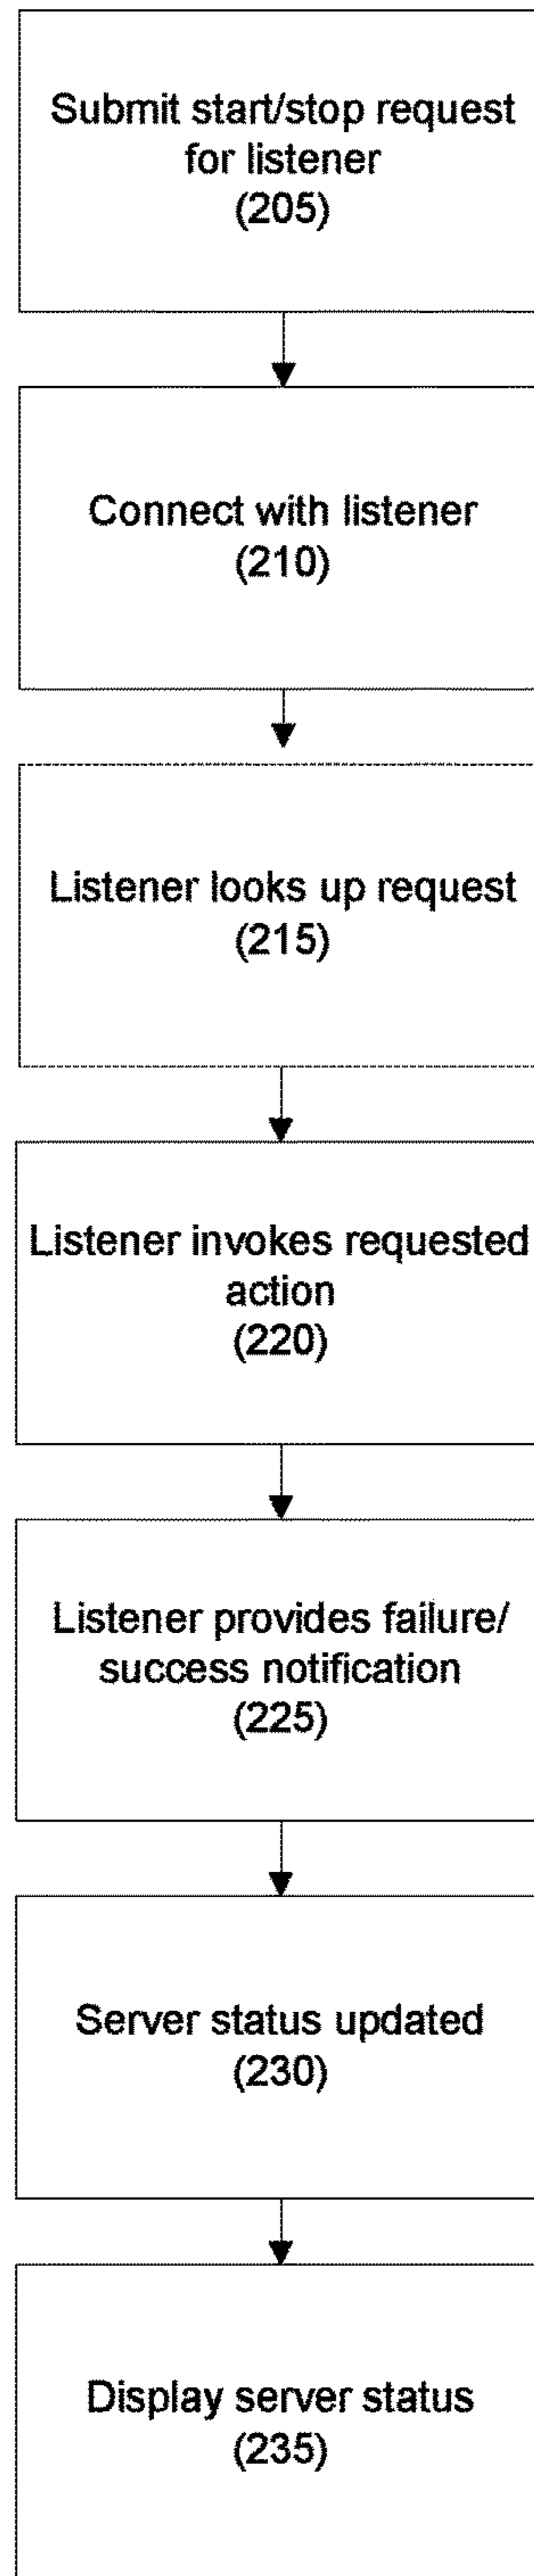 Submit start/stop request
for listener
(205)
Connect with listener
(210)
Listener looks up request
(215)
Listener invokes requested
action
(220)
Listener provides failure/
success notification
(225)
Server status updated
(230)
Display server status
(235)